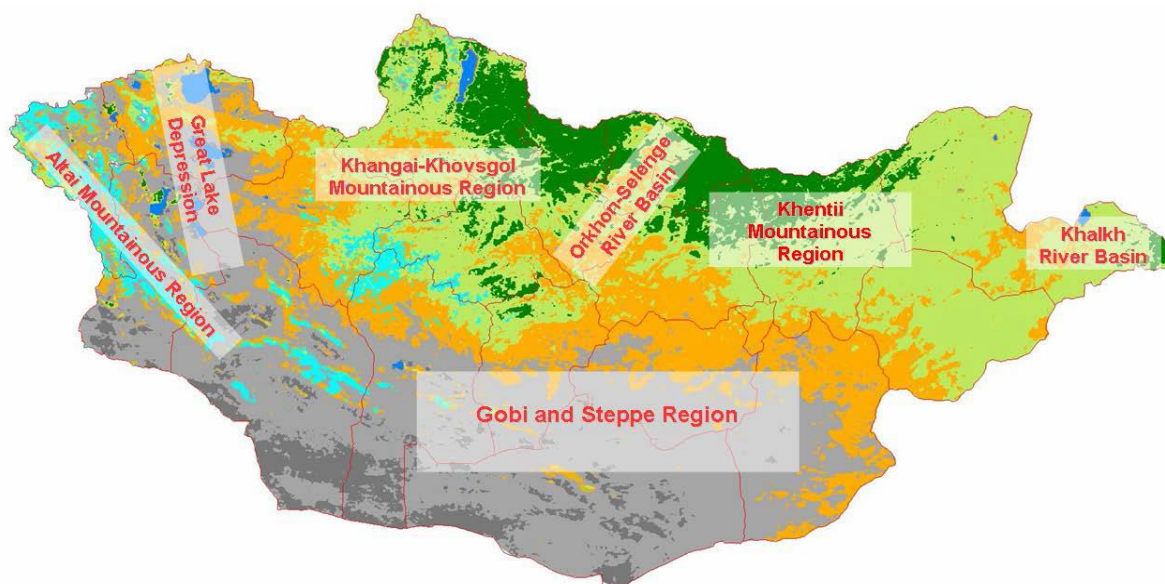 Altai Mountainous Region
Great Lake
Depression
Khangai-Khovsgol
Mountainous Region
Orkhon-Selenge
River Basin
Khentii
Mountainous
Region
Khalkh
River Basin
Gobi and Steppe Region